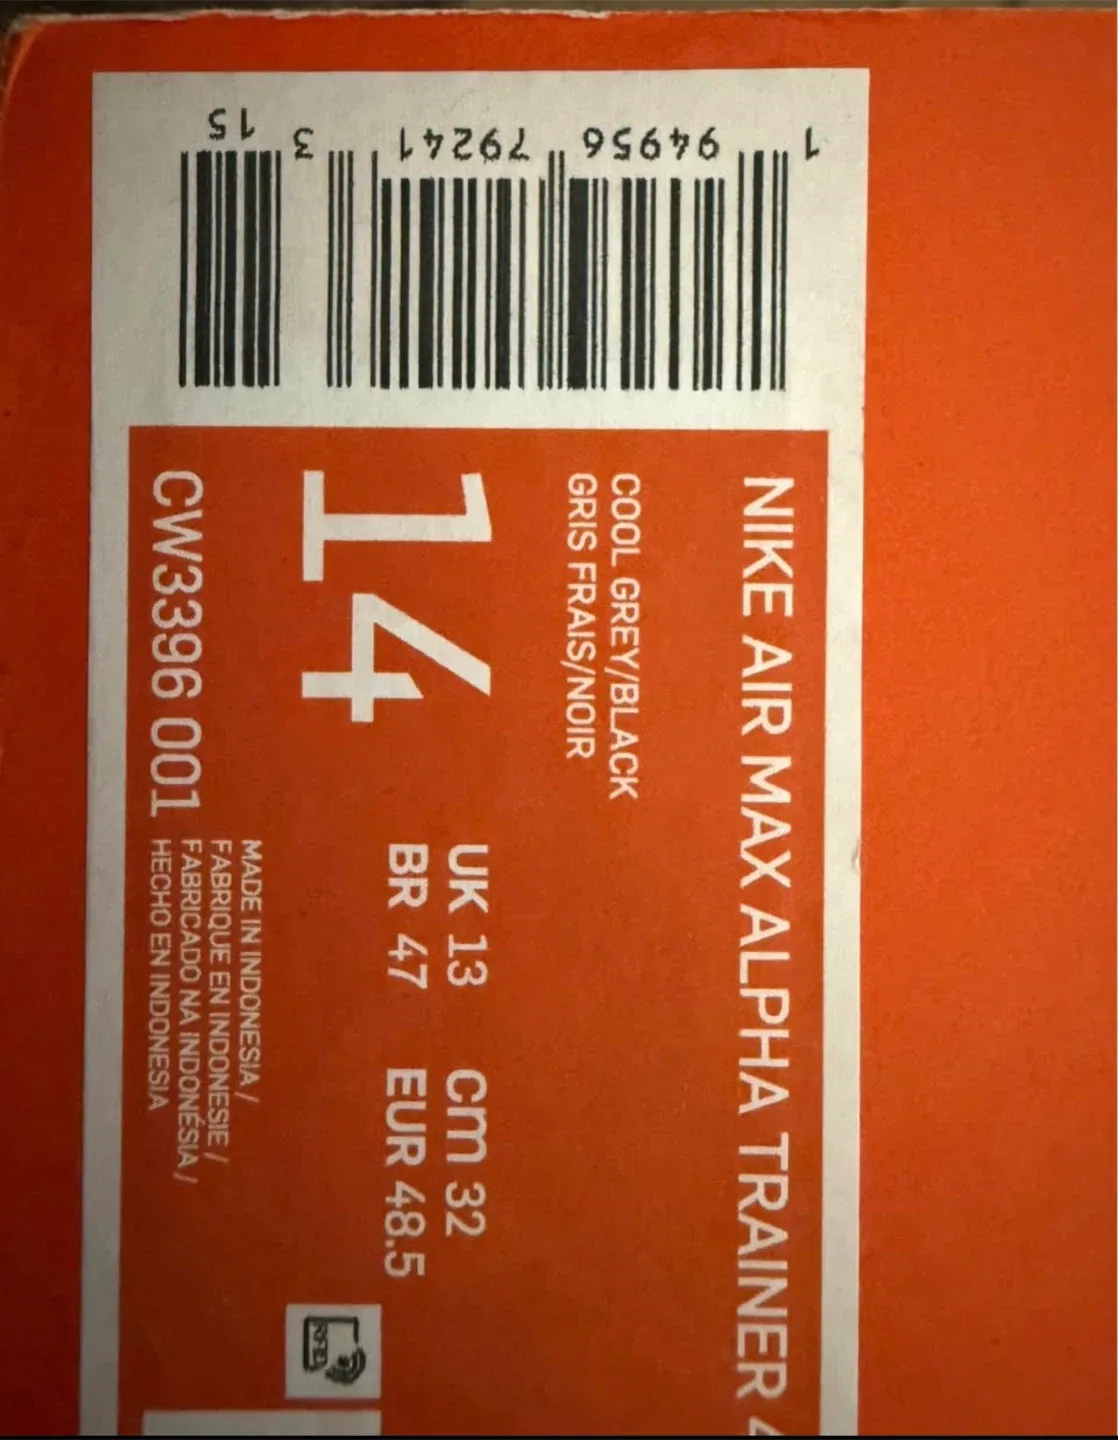 1 94956 79241 3 15
NIKE AIR MAX ALPHA TRAINER 4
COOL GREY/BLACK
GRIS FRAIS/NOIR
14
UK 13 cm 32
BR 47 EUR 48.5
MADE IN INDONESIA /
FABRIQUE EN INDONESIE /
FABRICADO NA INDONÉSIA /
HECHO EN INDONESIA
CW3396 001